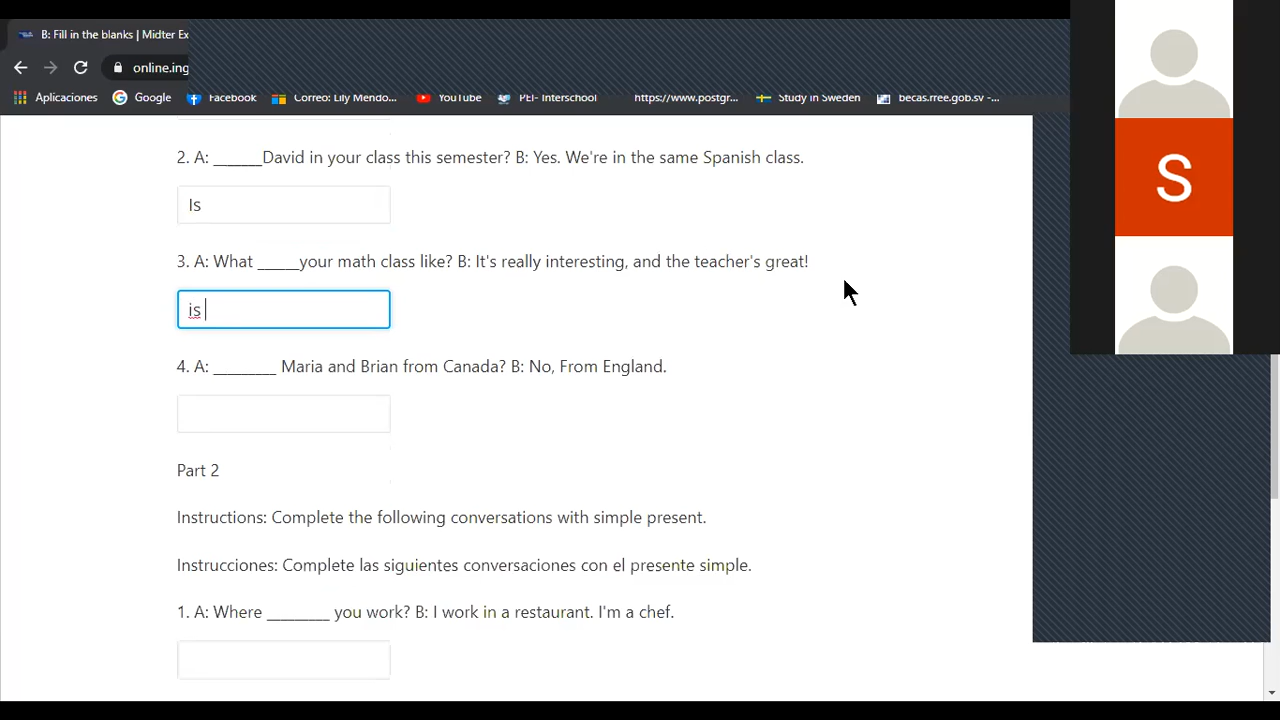 B: Fill in the blanks | Midter Ex
online.ing
Aplicaciones Google Facebook Correo: Lily Mendo... YouTube PEI- Interschool https://www.postgr... Study in Sweden becas.rree.gob.sv -...
2. A: _______David in your class this semester? B: Yes. We're in the same Spanish class.
Is
3. A: What ______your math class like? B: It's really interesting, and the teacher's great!
is
4. A: _________ Maria and Brian from Canada? B: No, From England.
Part 2
Instructions: Complete the following conversations with simple present.
Instrucciones: Complete las siguientes conversaciones con el presente simple.
1. A: Where _________ you work? B: I work in a restaurant. I'm a chef.
S